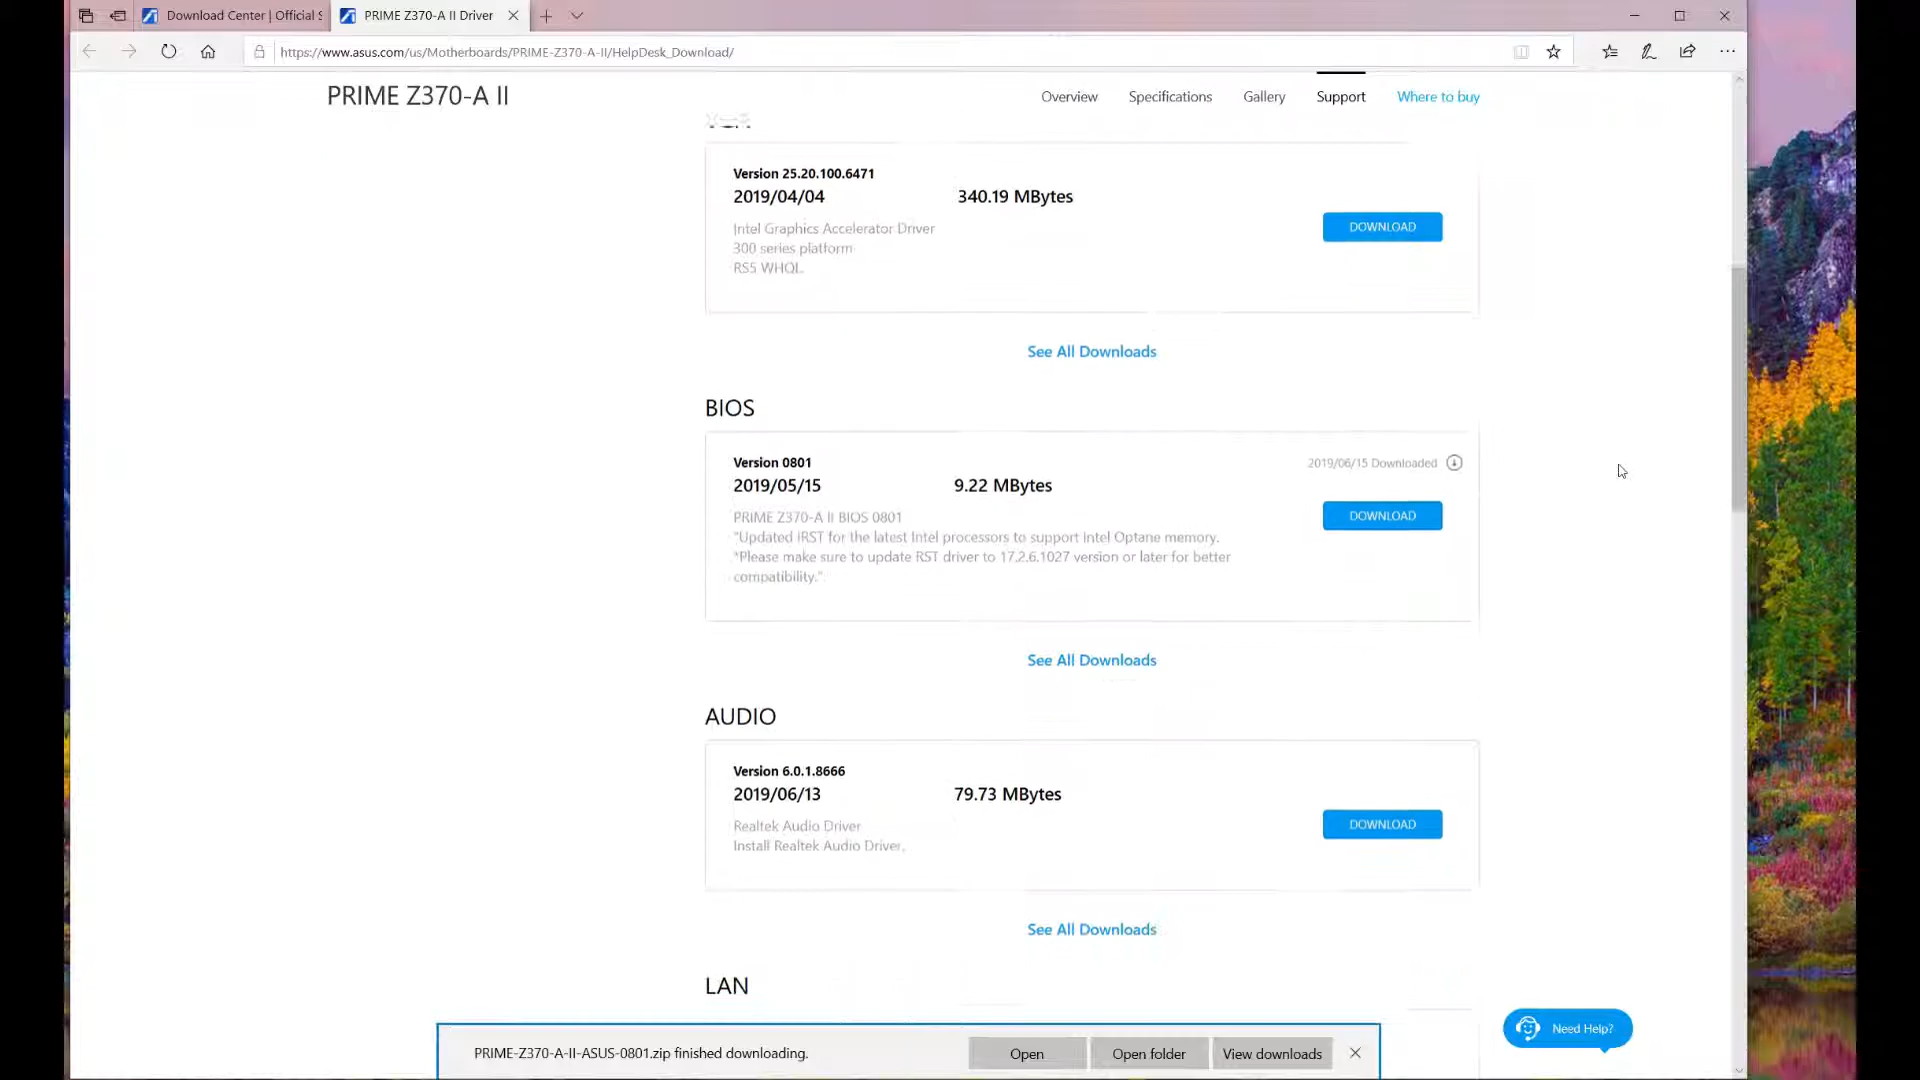 Download Center | Official S
PRIME Z370-A II Driver
https://www.asus.com/us/Motherboards/PRIME-Z370-A-II/HelpDesk_Download/
PRIME Z370-A II
Overview
Specifications
Gallery
Support
Where to buy
Version 25.20.100.6471
2019/04/04
340.19 MBytes
DOWNLOAD
Intel Graphics Accelerator Driver
300 series platform
RS5 WHQL
See All Downloads
BIOS
Version 0801
2019/06/15 Downloaded
2019/05/15
9.22 MBytes
DOWNLOAD
PRIME Z370-A II BIOS 0801
"Updated IRST for the latest Intel processors to support Intel Optane memory.
*Please make sure to update RST driver to 17.2.6.1027 version or later for better
compatibility."
See All Downloads
AUDIO
Version 6.0.1.8666
2019/06/13
79.73 MBytes
DOWNLOAD
Realtek Audio Driver
Install Realtek Audio Driver,
See All Downloads
LAN
Need Help?
PRIME-Z370-A-II-ASUS-0801.zip finished downloading.
Open
Open folder
View downloads